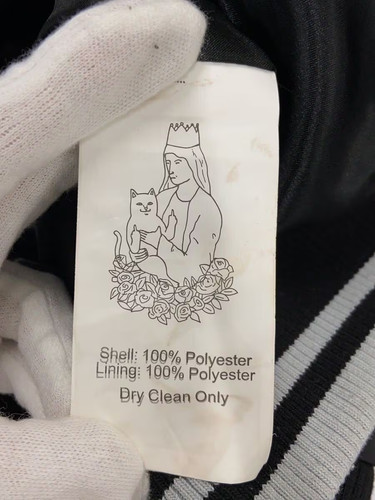 Shell: 100% Polyester
Lining: 100% Polyester
Dry Clean Only